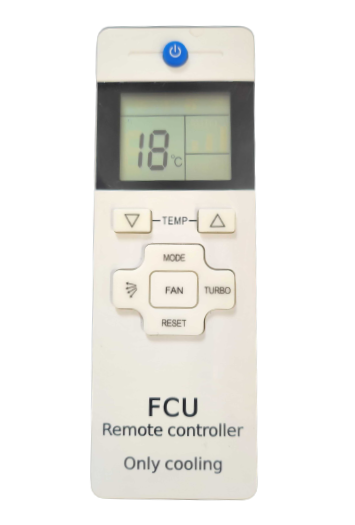 18°C
TEMP
MODE
FAN TURBO
RESET
FCU
Remote controller
Only cooling